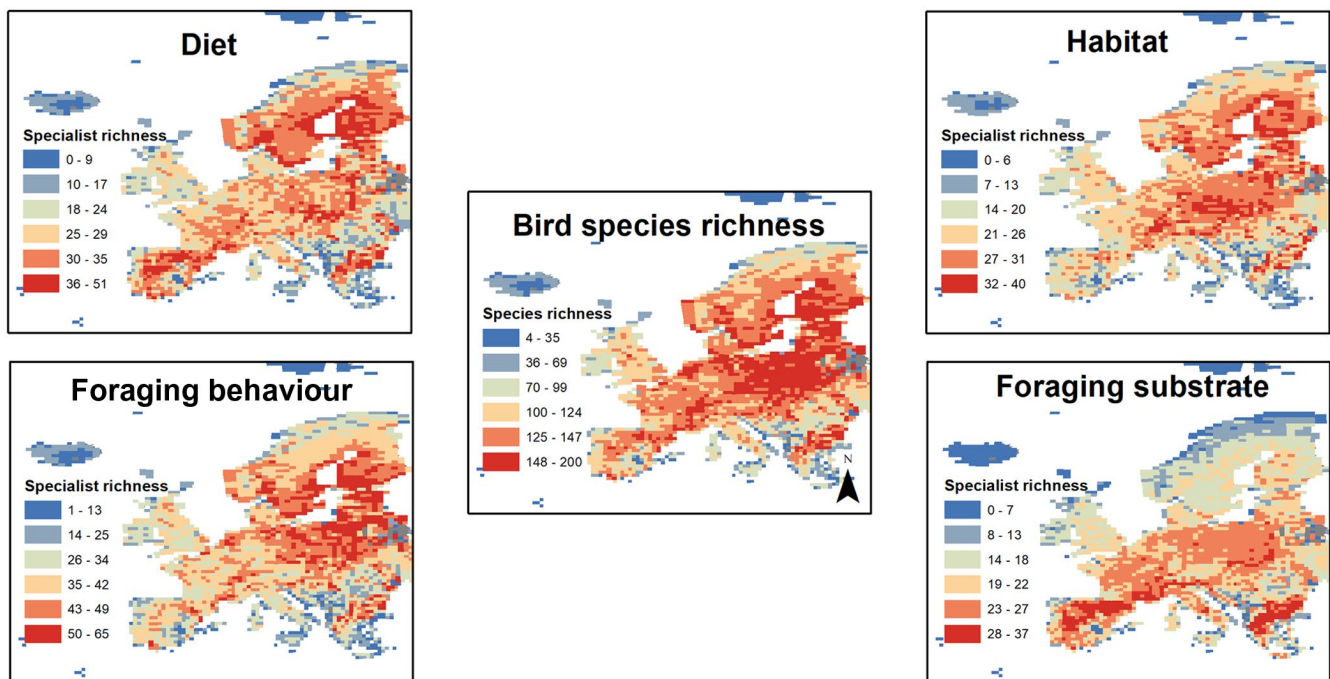 Diet
Specialist richness
0 - 9
10 - 17
18 - 24
25 - 29
30 - 35
36 - 51
Habitat
Specialist richness
0 - 6
7 - 13
14 - 20
21 - 26
27 - 31
32 - 40
Bird species richness
Species richness
4 - 35
36 - 69
70 - 99
100 - 124
125 - 147
148 - 200
N
Foraging behaviour
Specialist richness
1 - 13
14 - 25
26 - 34
35 - 42
43 - 49
50 - 65
Foraging substrate
Specialist richness
0 - 7
8 - 13
14 - 18
19 - 22
23 - 27
28 - 37